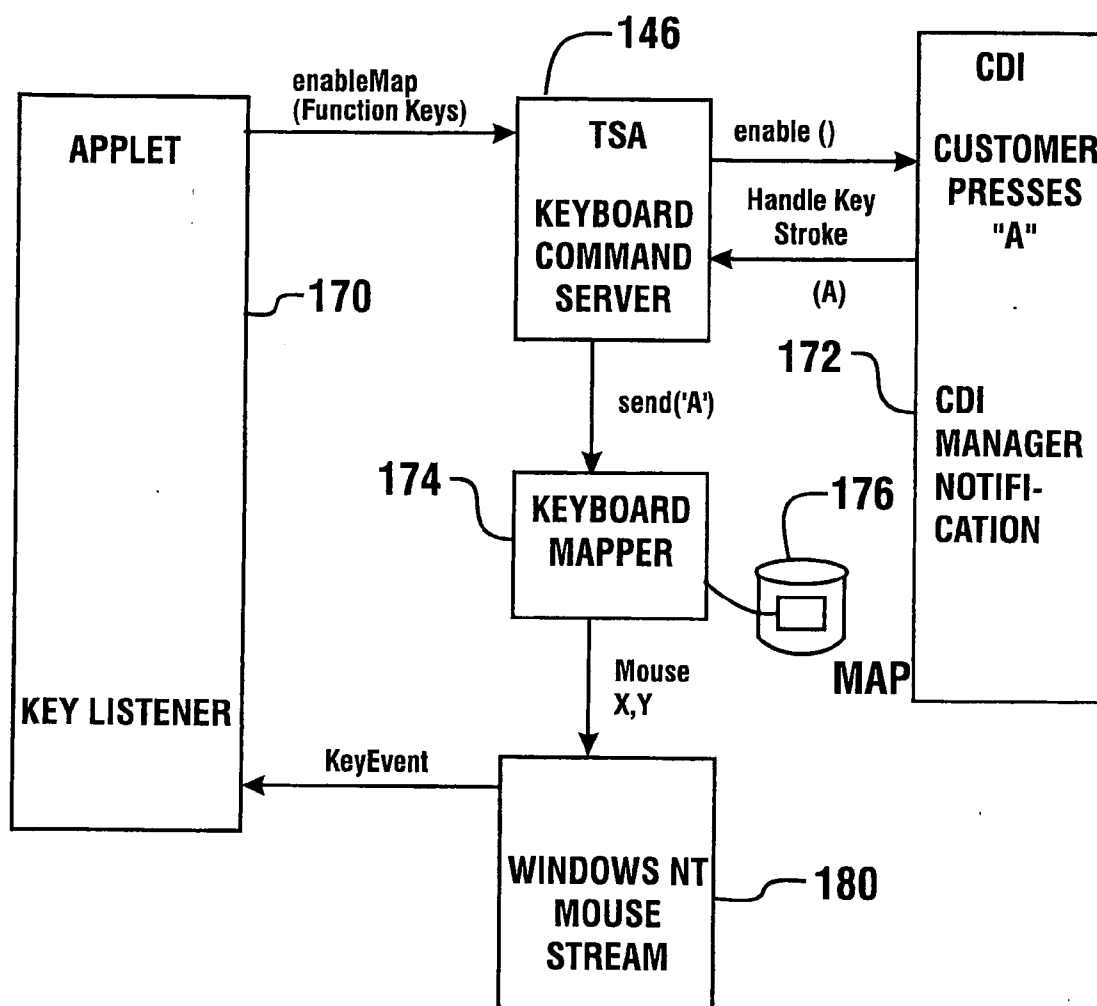 146
enableMap
(Function Keys)
APPLET
170
KEY LISTENER
TSA
KEYBOARD
COMMAND
SERVER
enable ()
Handle Key
Stroke
(A)
CDI
CUSTOMER
PRESSES
"A"
172
CDI
MANAGER
NOTIFI-
CATION
send('A')
174
KEYBOARD
MAPPER
176
MAP
Mouse
X,Y
KeyEvent
WINDOWS NT
MOUSE
STREAM
180